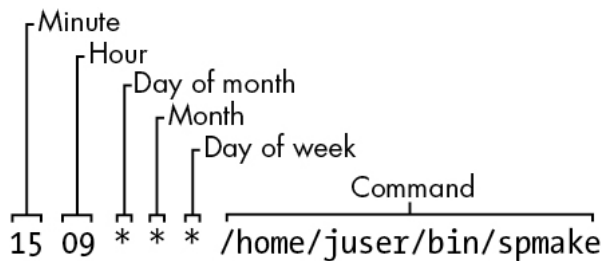 Minute
Hour
Day of month
Month
Day of week
Command
15 09 * * * /home/juser/bin/spmake